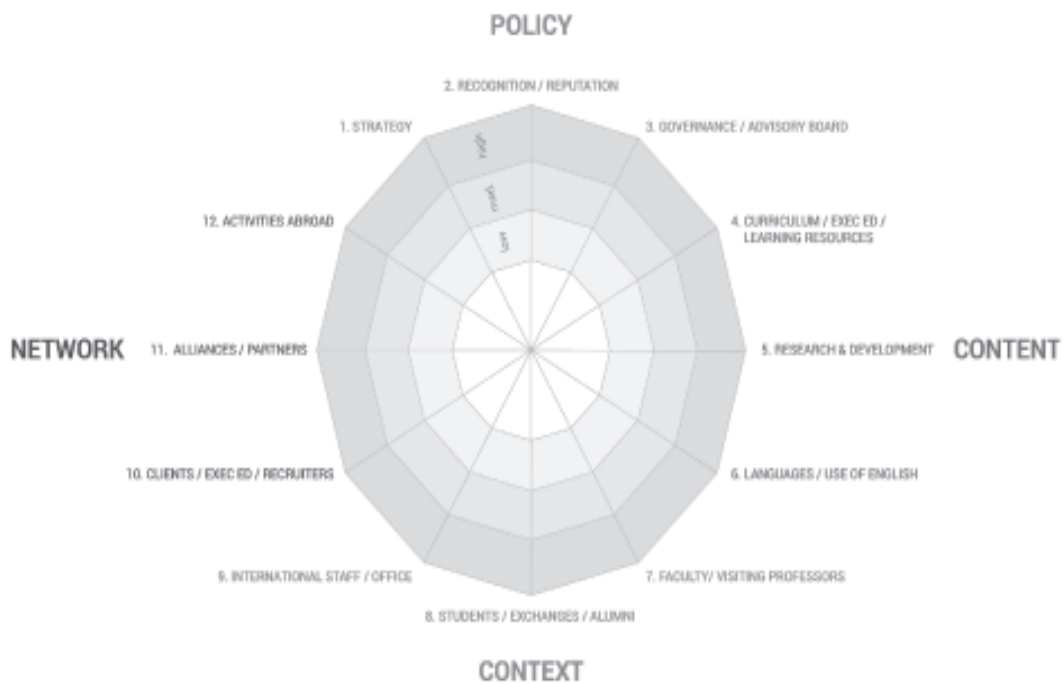 POLICY
2. RECOGNITION / REPUTATION
1. STRATEGY
3. GOVERNANCE / ADVISORY BOARD
high
med
low
12. ACTIVITIES ABROAD
4. CURRICULUM / EXEC ED /
LEARNING RESOURCES
NETWORK
11. ALLIANCES / PARTNERS
5. RESEARCH & DEVELOPMENT
CONTENT
10. CLIENTS / EXEC ED / RECRUITERS
6. LANGUAGES / USE OF ENGLISH
9. INTERNATIONAL STAFF / OFFICE
7. FACULTY/ VISITING PROFESSORS
8. STUDENTS / EXCHANGES / ALUMNI
CONTEXT